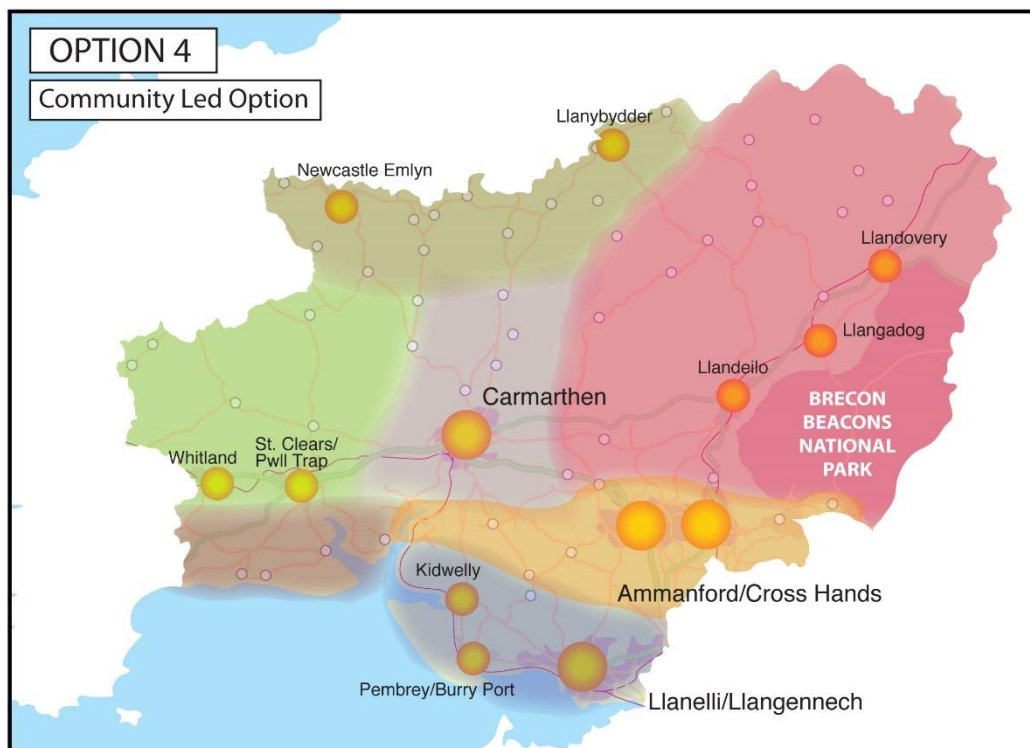 OPTION 4
Community Led Option
Llanybydder
Newcastle Emlyn
Llandovery
Llangadog
Llandeilo
Carmarthen
BRECON
BEACONS
NATIONAL
PARK
St. Clears/
Pwll Trap
Whitland
Kidwelly
Ammanford/Cross Hands
Pembrey/Burry Port
Llanelli/Llangennech